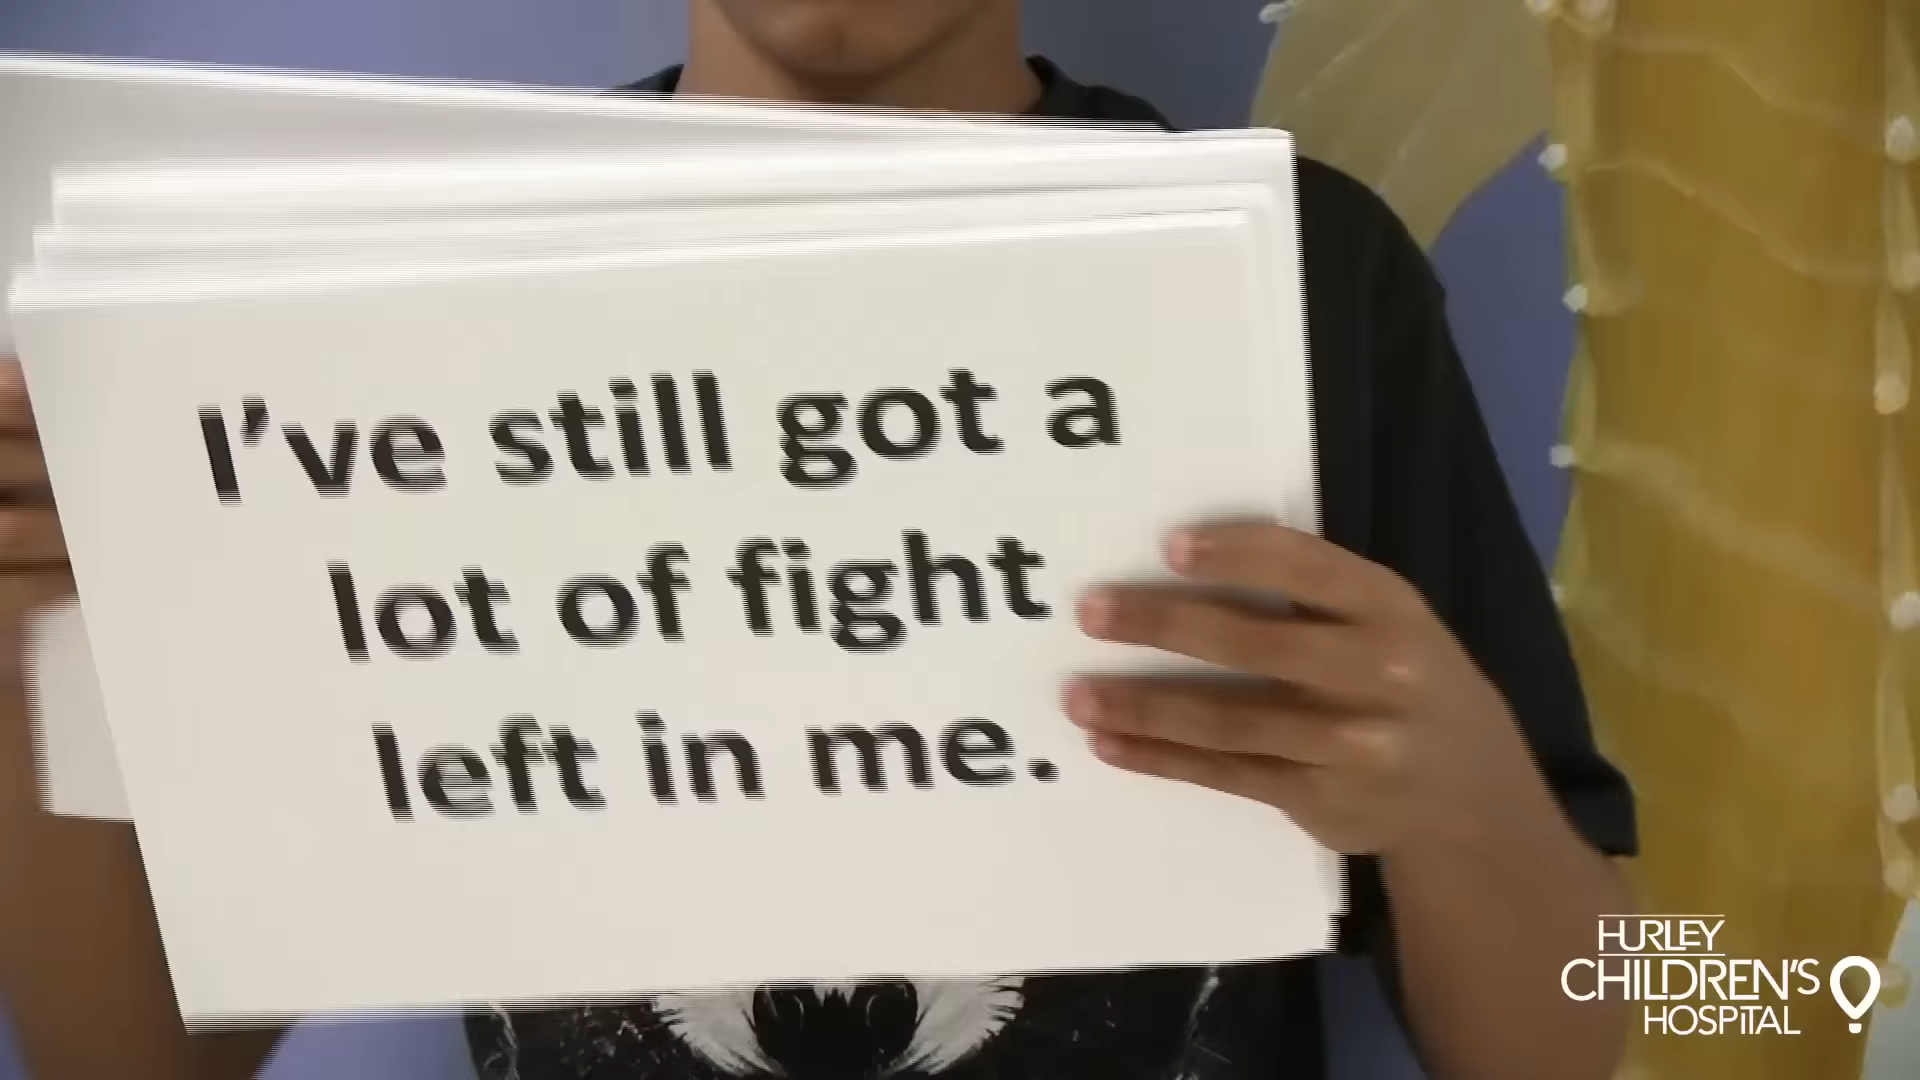 I've still got a
lot of fight
left in me.
HURLEY
CHILDREN'S
HOSPITAL